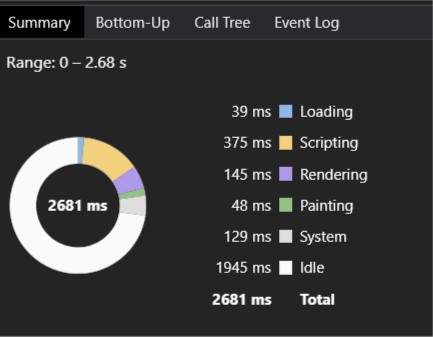 Summary Bottom-Up Call Tree Event Log
Range: 0 – 2.68 s
39 ms Loading
375 ms Scripting
145 ms Rendering
2681 ms
48 ms Painting
129 ms System
1945 ms Idle
2681 ms Total